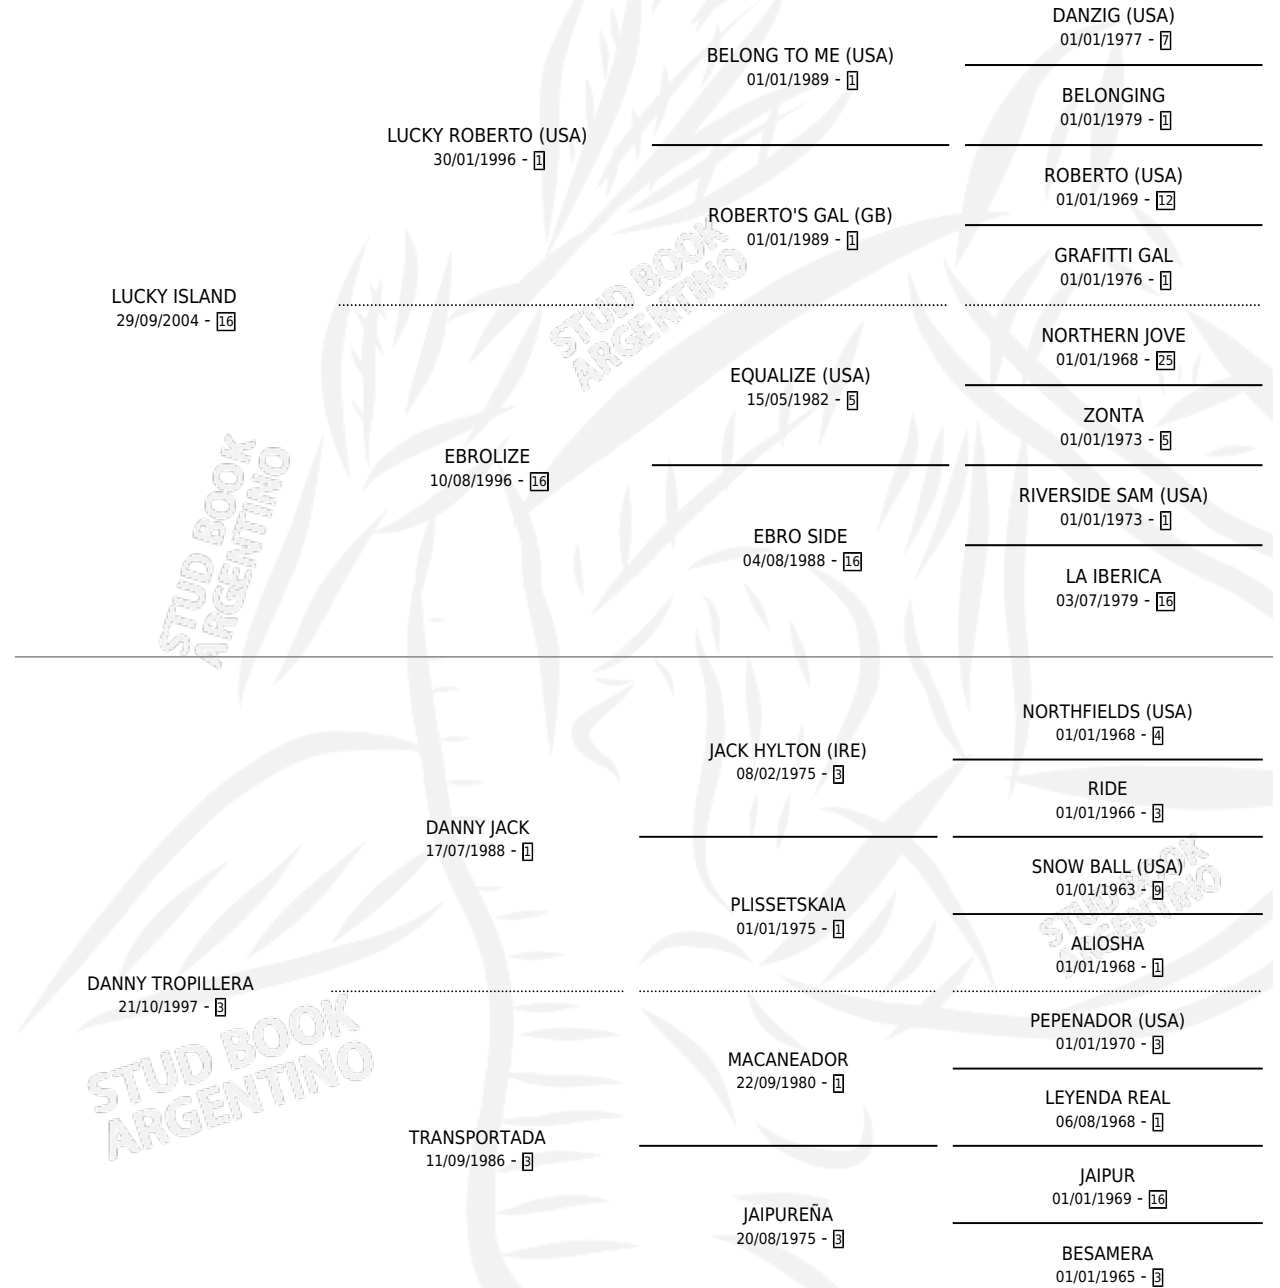 DANZIG (USA)
01/01/1977 - 7
BELONG TO ME (USA)
01/01/1989 - 1
BELONGING
01/01/1979 - 1
LUCKY ROBERTO (USA)
30/01/1996 - 1
ROBERTO (USA)
01/01/1969 - 12
ROBERTO'S GAL (GB)
01/01/1989 - 1
GRAFITTI GAL
01/01/1976 - 1
LUCKY ISLAND
29/09/2004 - 16
STUD BOOK
ARGENTINO
NORTHERN JOVE
01/01/1968 - 25
EQUALIZE (USA)
15/05/1982 - 5
ZONTA
01/01/1973 - 5
EBROLIZE
10/08/1996 - 16
RIVERSIDE SAM (USA)
01/01/1973 - 1
EBRO SIDE
04/08/1988 - 16
LA IBERICA
03/07/1979 - 16
STUD BOOK
ARGENTINO
NORTHFIELDS (USA)
01/01/1968 - 4
JACK HYLTON (IRE)
08/02/1975 - 3
RIDE
01/01/1966 - 3
DANNY JACK
17/07/1988 - 1
SNOW BALL (USA)
01/01/1963 - 9
PLISSETSKAIA
01/01/1975 - 1
ALIOSHA
01/01/1968 - 1
STUD BOOK
ARGENTINO
DANNY TROPILLERA
21/10/1997 - 3
PEPENADOR (USA)
01/01/1970 - 3
MACANEADOR
22/09/1980 - 1
LEYENDA REAL
06/08/1968 - 1
STUD BOOK
ARGENTINO
TRANSPORTADA
11/09/1986 - 3
JAIPUR
01/01/1969 - 16
JAIPUREÑA
20/08/1975 - 3
BESAMERA
01/01/1965 - 3